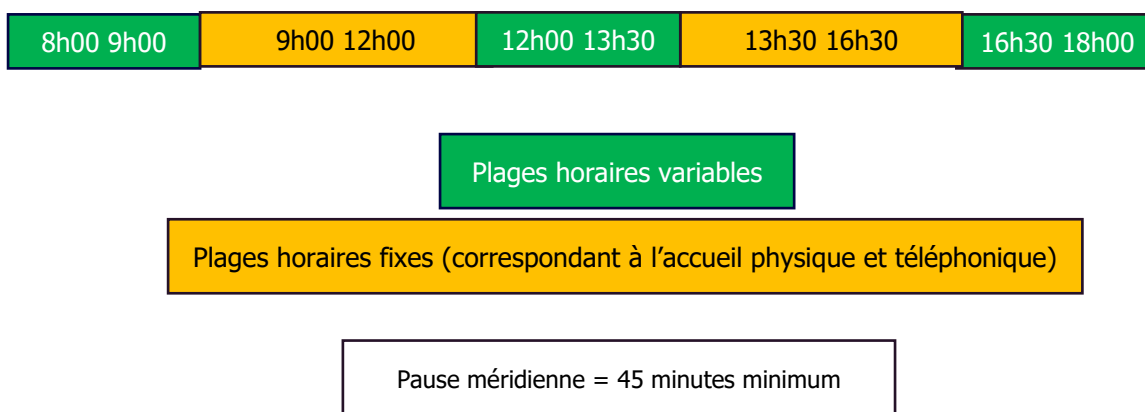 8h00 9h00 9h00 12h00 12h00 13h30 13h30 16h30 16h30 18h00
Plages horaires variables
Plages horaires fixes (correspondant à l’accueil physique et téléphonique)
Pause méridienne = 45 minutes minimum